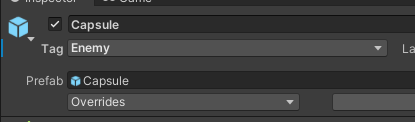 Inspector Game
Capsule
Tag Enemy La
Prefab Capsule
Overrides